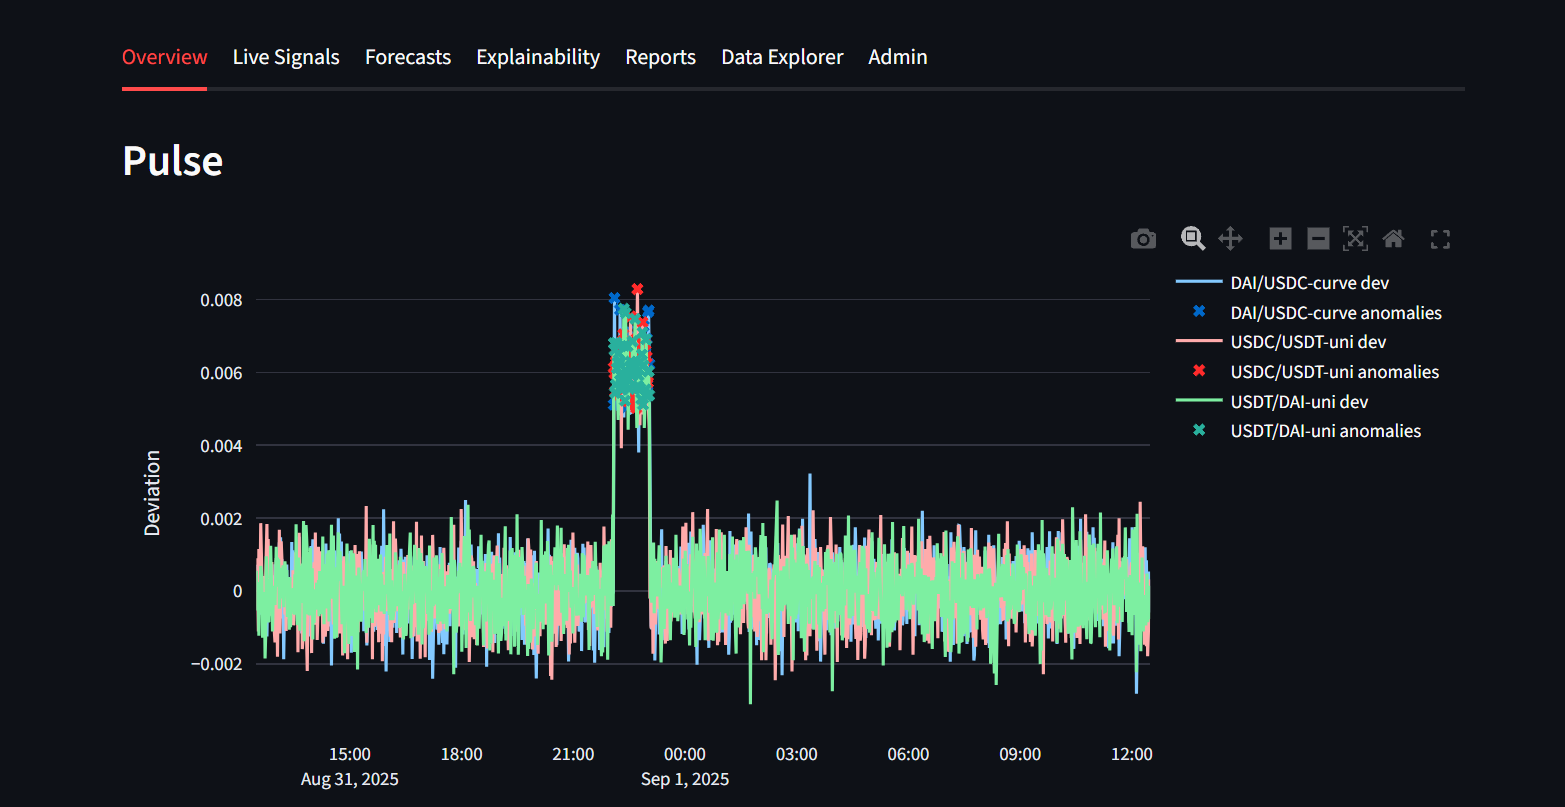 Overview Live Signals Forecasts Explainability Reports Data Explorer Admin
Pulse
DAI/USDC-curve dev
DAI/USDC-curve anomalies
USDC/USDT-uni dev
USDC/USDT-uni anomalies
USDT/DAI-uni dev
USDT/DAI-uni anomalies
Deviation
0.008
0.006
0.004
0.002
0
−0.002
15:00 18:00 21:00 00:00 03:00 06:00 09:00 12:00
Aug 31, 2025 Sep 1, 2025